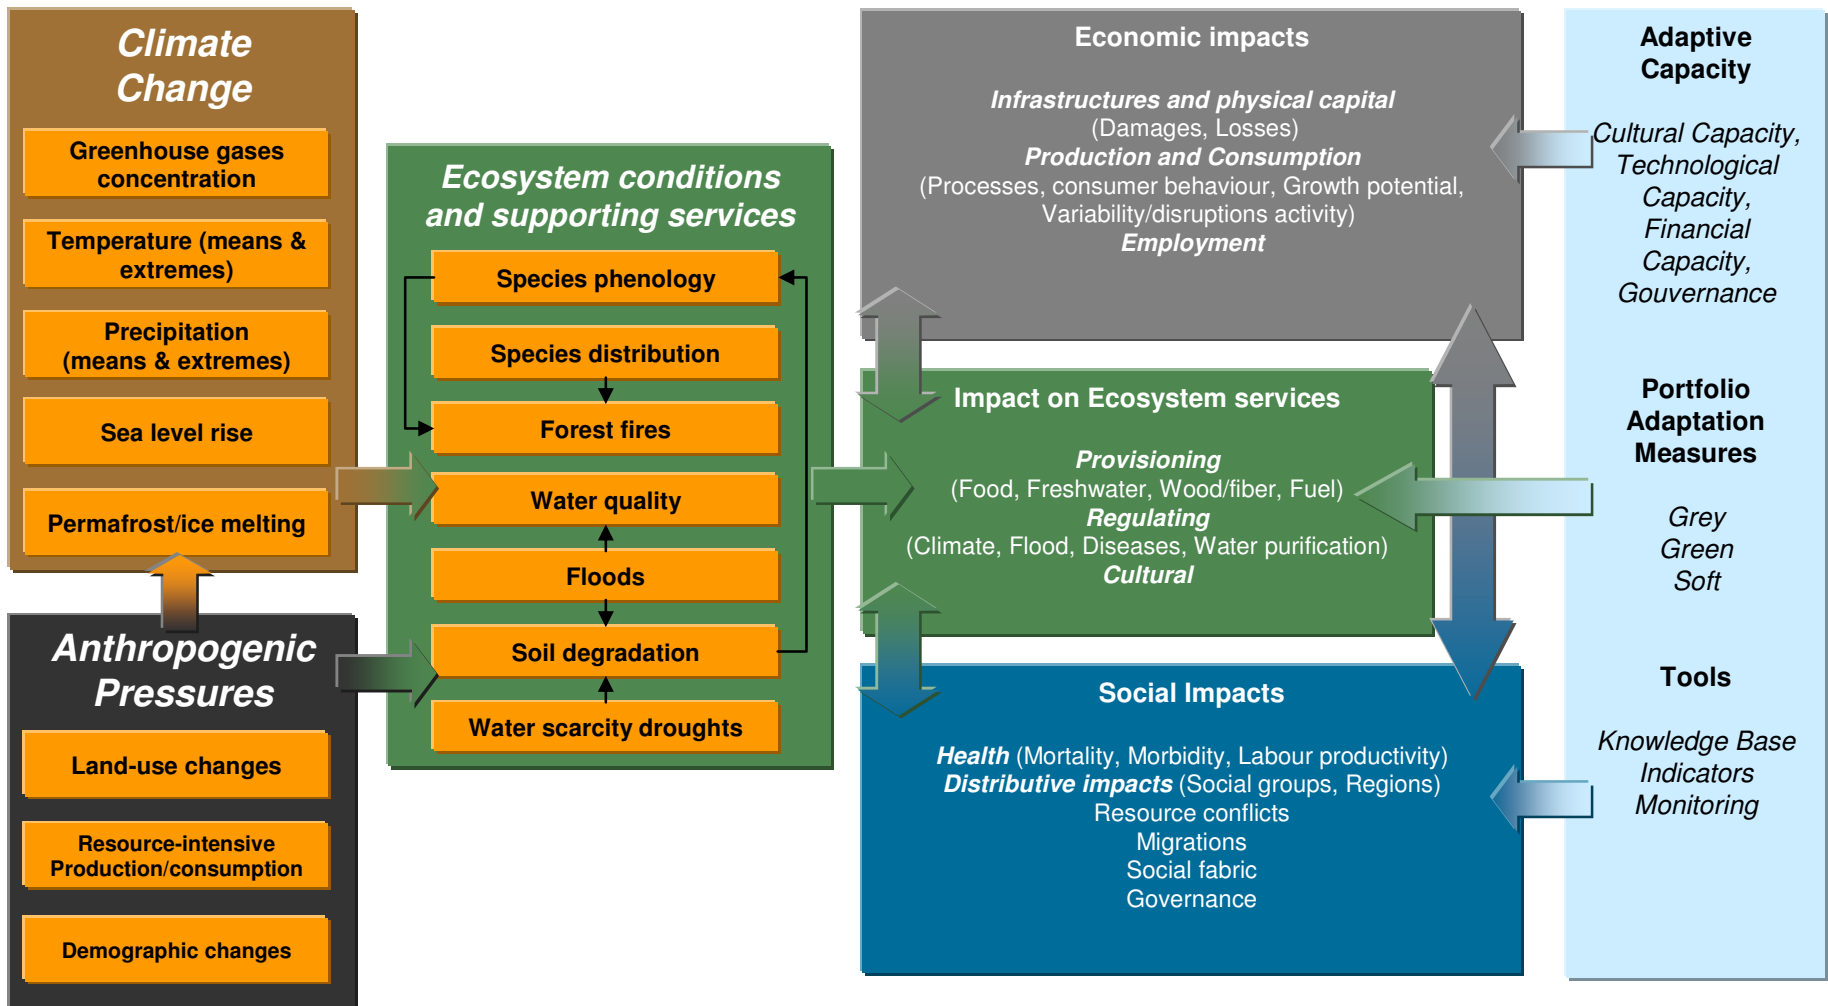 Climate
Change
Greenhouse gases
concentration
Temperature (means &
extremes)
Precipitation
(means & extremes)
Sea level rise
Permafrost/ice melting
Anthropogenic
Pressures
Land-use changes
Resource-intensive
Production/consumption
Demographic changes
Ecosystem conditions
and supporting services
Species phenology
Species distribution
Forest fires
Water quality
Floods
Soil degradation
Water scarcity droughts
Economic impacts
Infrastructures and physical capital
(Damages, Losses)
Production and Consumption
(Processes, consumer behaviour, Growth potential,
Variability/disruptions activity)
Employment
Impact on Ecosystem services
Provisioning
(Food, Freshwater, Wood/fiber, Fuel)
Regulating
(Climate, Flood, Diseases, Water purification)
Cultural
Social Impacts
Health (Mortality, Morbidity, Labour productivity)
Distributive impacts (Social groups, Regions)
Resource conflicts
Migrations
Social fabric
Governance
Adaptive
Capacity
Cultural Capacity,
Technological
Capacity,
Financial
Capacity,
Gouvernance
Portfolio
Adaptation
Measures
Grey
Green
Soft
Tools
Knowledge Base
Indicators
Monitoring